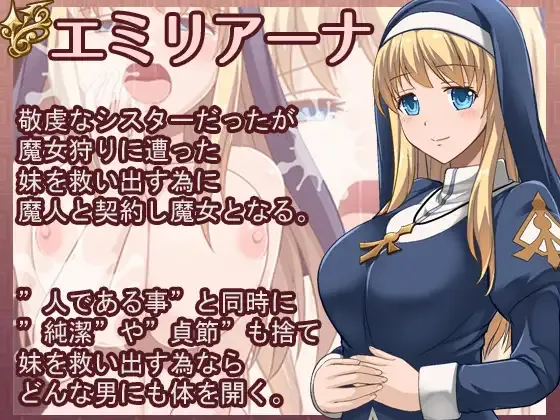 エミリアーナ
敬虔なシスターだったが
魔女狩りに遭った
妹を救い出す為に
魔人と契約し魔女となる。
”人である事”と同時に
”純潔”や”貞節”も捨て
妹を救い出す為なら
どんな男にも体を開く。